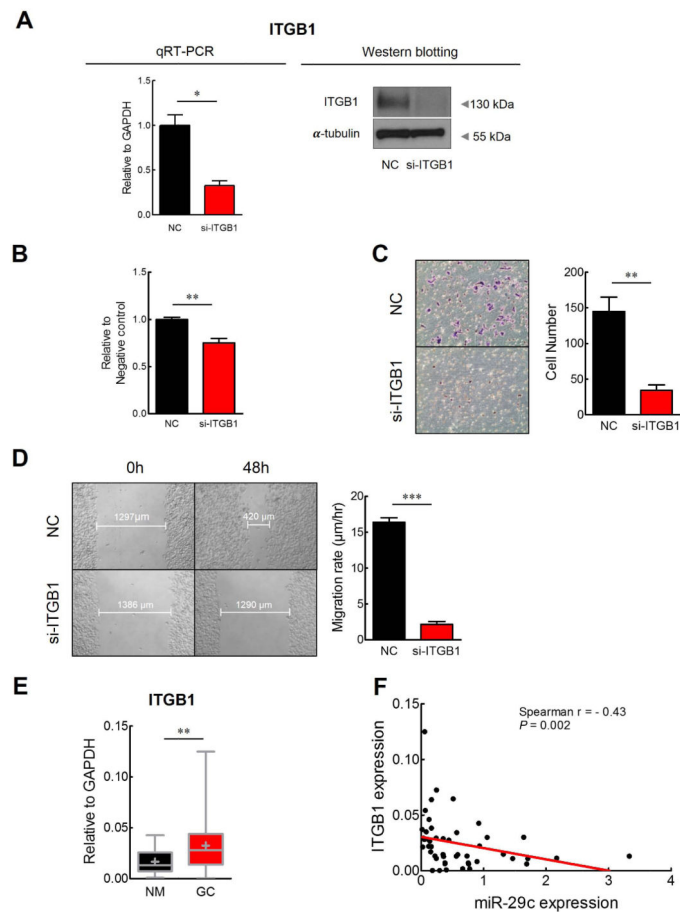 A
ITGB1
qRT-PCR
Western blotting
Relative to GAPDH
1.5
1.0
0.5
0.0
*
NC
si-ITGB1
ITGB1
130 kDa
α-tubulin
55 kDa
NC si-ITGB1
B
Relative to
Negative control
1.5
1.0
0.5
0.0
**
NC
si-ITGB1
C
NC
si-ITGB1
Cell Number
200
150
100
50
0
**
NC
si-ITGB1
D
0h
48h
NC
1297µm
420 µm
si-ITGB1
1386 µm
1290 µm
Migration rate (µm/hr)
20
15
10
5
0
***
NC
si-ITGB1
E
ITGB1
Relative to GAPDH
0.15
0.10
0.05
0.00
**
NM
GC
F
Spearman r = - 0.43
P = 0.002
ITGB1 expression
0.15
0.10
0.05
0.00
0
1
2
3
4
miR-29c expression